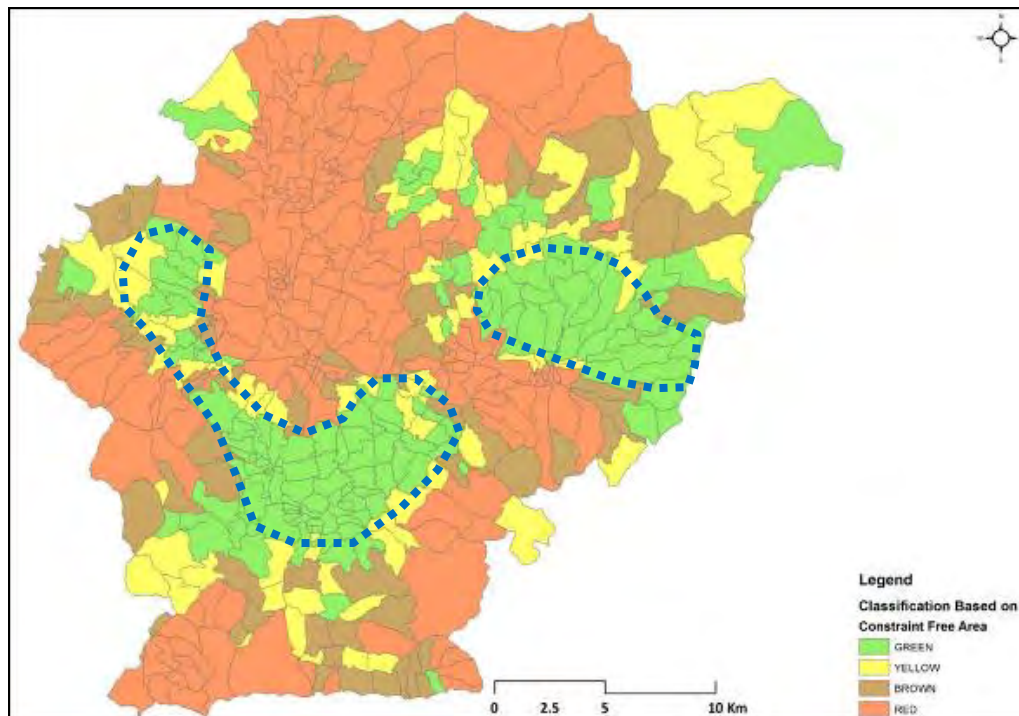 Legend
Classification Based on
Constraint Free Area
GREEN
YELLOW
BROWN
RED
0 2.5 5 10 Km